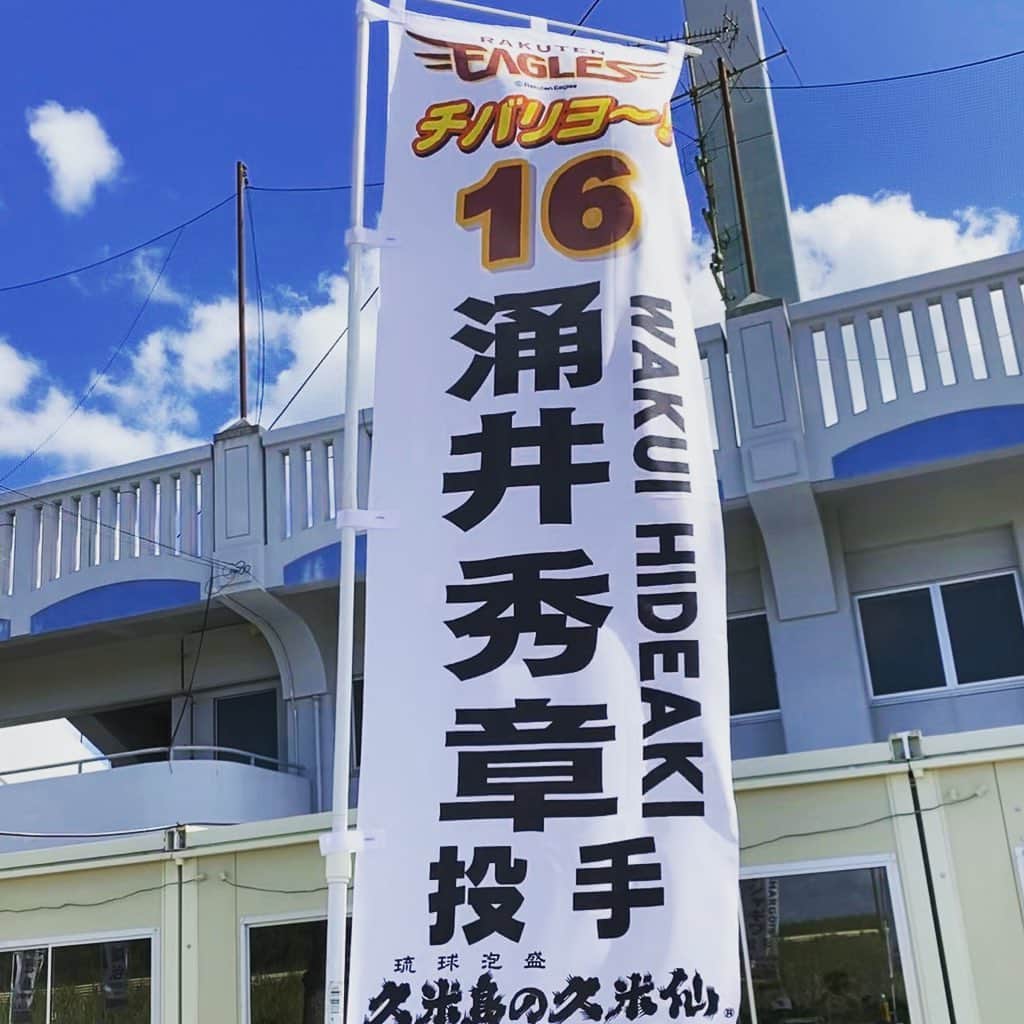 RAKUTEN
EAGLES
© Rakuten Eagles
チバリヨ〜!
16
涌井秀章
WAKUI HIDEAKI
投手
琉球泡盛
久米島の久米仙®